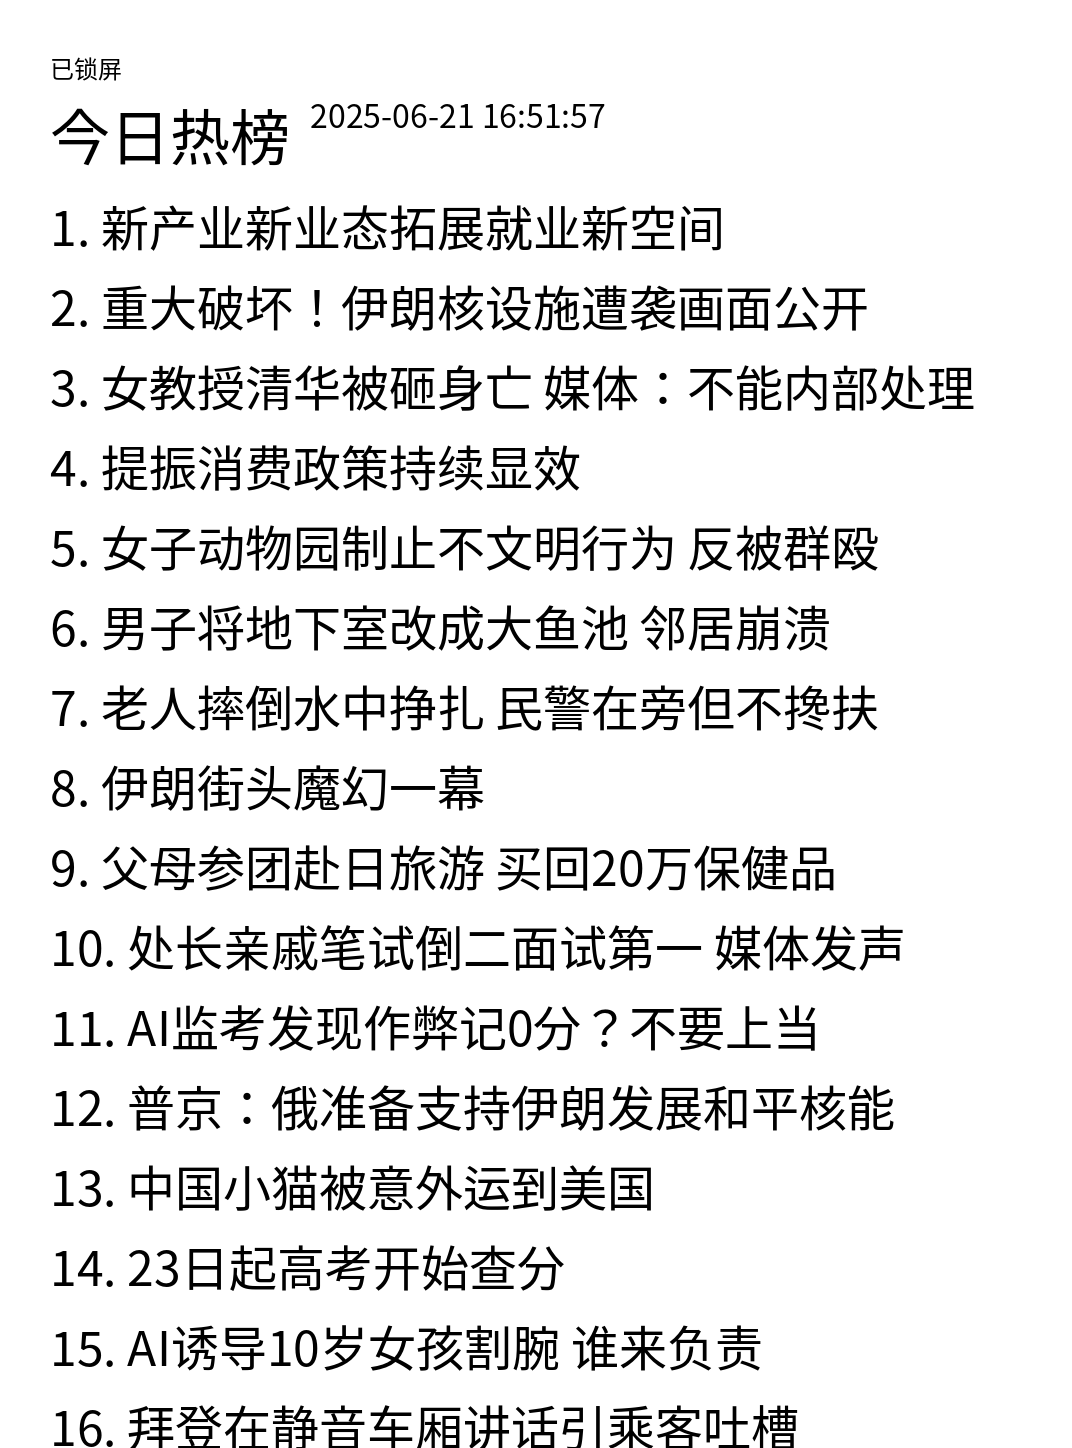 已锁屏
今日热榜 2025-06-21 16:51:57
1. 新产业新业态拓展就业新空间
2. 重大破坏！伊朗核设施遭袭画面公开
3. 女教授清华被砸身亡 媒体：不能内部处理
4. 提振消费政策持续显效
5. 女子动物园制止不文明行为 反被群殴
6. 男子将地下室改成大鱼池 邻居崩溃
7. 老人摔倒水中挣扎 民警在旁但不搀扶
8. 伊朗街头魔幻一幕
9. 父母参团赴日旅游 买回20万保健品
10. 处长亲戚笔试倒二面试第一 媒体发声
11. AI监考发现作弊记0分？不要上当
12. 普京：俄准备支持伊朗发展和平核能
13. 中国小猫被意外运到美国
14. 23日起高考开始查分
15. AI诱导10岁女孩割腕 谁来负责
16. 拜登在静音车厢讲话引乘客吐槽